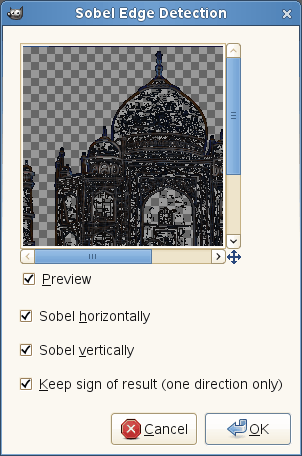 Sobel Edge Detection
Preview
Sobel horizontally
Sobel vertically
Keep sign of result (one direction only)
Cancel
OK